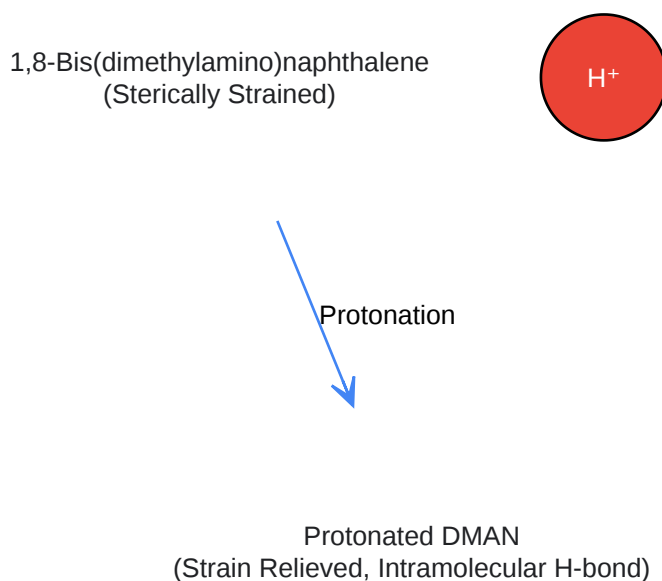 1,8-Bis(dimethylamino)naphthalene
(Sterically Strained)
H⁺
Protonation
Protonated DMAN
(Strain Relieved, Intramolecular H-bond)